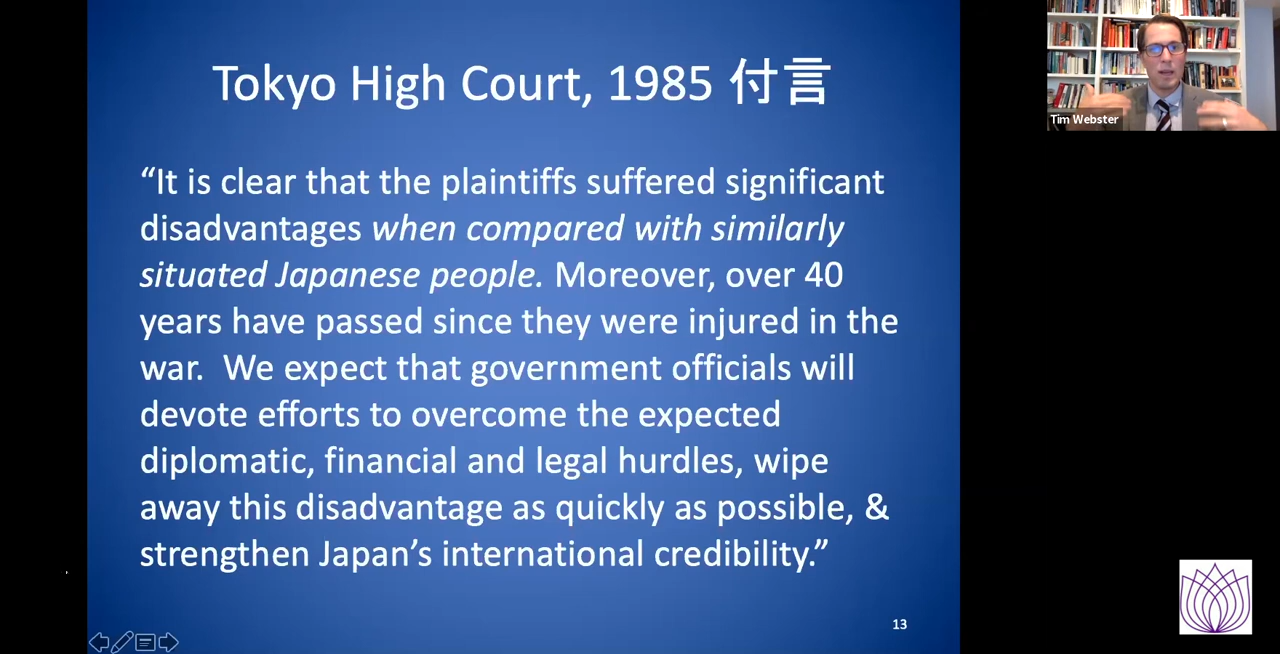 Tokyo High Court, 1985 付言
“It is clear that the plaintiffs suffered significant
disadvantages when compared with similarly
situated Japanese people. Moreover, over 40
years have passed since they were injured in the
war.  We expect that government officials will
devote efforts to overcome the expected
diplomatic, financial and legal hurdles, wipe
away this disadvantage as quickly as possible, &
strengthen Japan’s international credibility.”
13
Tim Webster